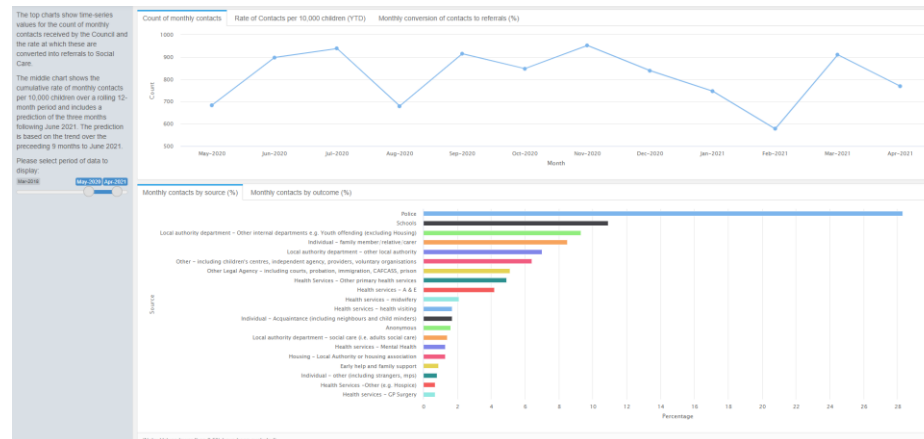 The top charts show time-series
values for the count of monthly
contacts received by the Council and
the rate at which these are
converted into referrals to Social
Care.
The middle chart shows the
cumulative rate of monthly contacts
per 10,000 children over a rolling 12-
month period and includes a
prediction of the three months
following June 2021. The prediction
is based on the trend over the
preceeding 9 months to June 2021.
Please select period of data to
display:
May-2020 Apr-2021
Count of monthly contacts
Rate of Contacts per 10,000 children (YTD)
Monthly conversion of contacts to referrals (%)
1000
900
800
700
600
500
Count
May-2020 Jun-2020 Jul-2020 Aug-2020 Sep-2020 Oct-2020 Nov-2020 Dec-2020 Jan-2021 Feb-2021 Mar-2021 Apr-2021
Month
Monthly contacts by source (%)
Monthly contacts by outcome (%)
Source
Police
Schools
Local authority department - Other internal departments e.g. Youth offending (excluding Housing)
Individual - family member/relative/carer
Local authority department - other local authority
Other - including children's centres, independent agency, providers, voluntary organisations
Other Legal Agency - including courts, probation, immigration, CAFCASS, prison
Health Services - Other primary health services
Health services - A & E
Health services - midwifery
Health services - health visiting
Individual - Acquaintance (including neighbours and child minders)
Anonymous
Local authority department - social care (i.e. adults social care)
Health services - Mental Health
Housing - Local Authority or housing association
Early help and family support
Individual - other (including strangers, mps)
Health Services -Other (e.g. Hospice)
Health services - GP Surgery
0 2 4 6 8 10 12 14 16 18 20 22 24 26 28
Percentage